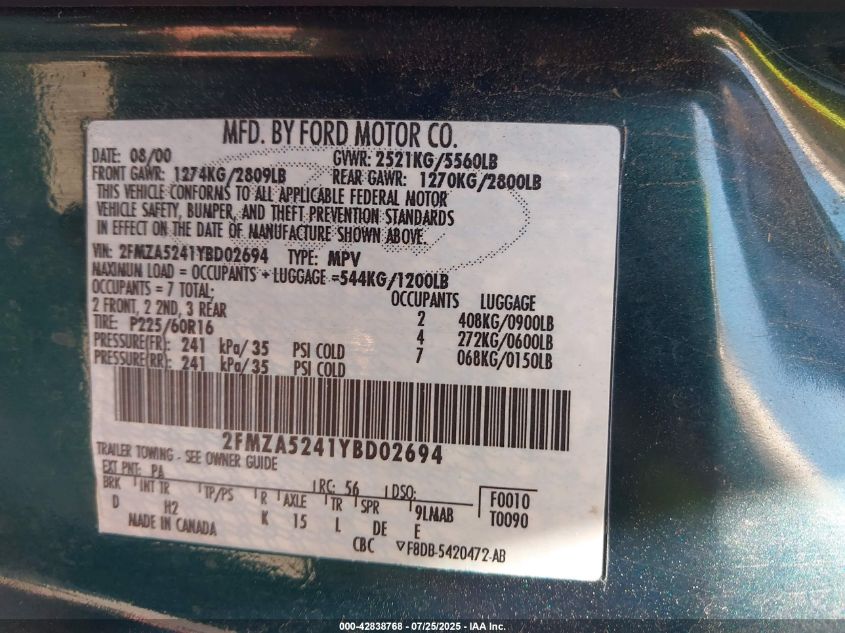 MFD. BY FORD MOTOR CO.
DATE: 08/00 GVWR: 2521KG/5560LB
FRONT GAWR: 1274KG/2809LB REAR GAWR: 1270KG/2800LB
THIS VEHICLE CONFORMS TO ALL APPLICABLE FEDERAL MOTOR
VEHICLE SAFETY, BUMPER, AND THEFT PREVENTION STANDARDS
IN EFFECT ON THE DATE OF MANUFACTURE SHOWN ABOVE.
VIN: 2FMZA5241YBD02694 TYPE: MPV
MAXIMUM LOAD = OCCUPANTS + LUGGAGE =544KG/1200LB
OCCUPANTS = 7 TOTAL; OCCUPANTS LUGGAGE
2 FRONT, 2 2ND, 3 REAR 2 408KG/0900LB
TIRE: P225/60R16 4 272KG/0600LB
PRESSURE(FR): 241 kPa/35 PSI COLD 7 068KG/0150LB
PRESSURE(RR): 241 kPa/35 PSI COLD
2FMZA5241YBD02694
TRAILER TOWING - SEE OWNER GUIDE
EXT PNT: PA RC: 56 DSO: F0010
BRK INT TR TP/PS R AXLE TR SPR 9LMAB T0090
D H2 K 15 L DE E
MADE IN CANADA CBC ▽F8DB-5420472-AB
000-42838768 - 07/25/2025 - IAA Inc.